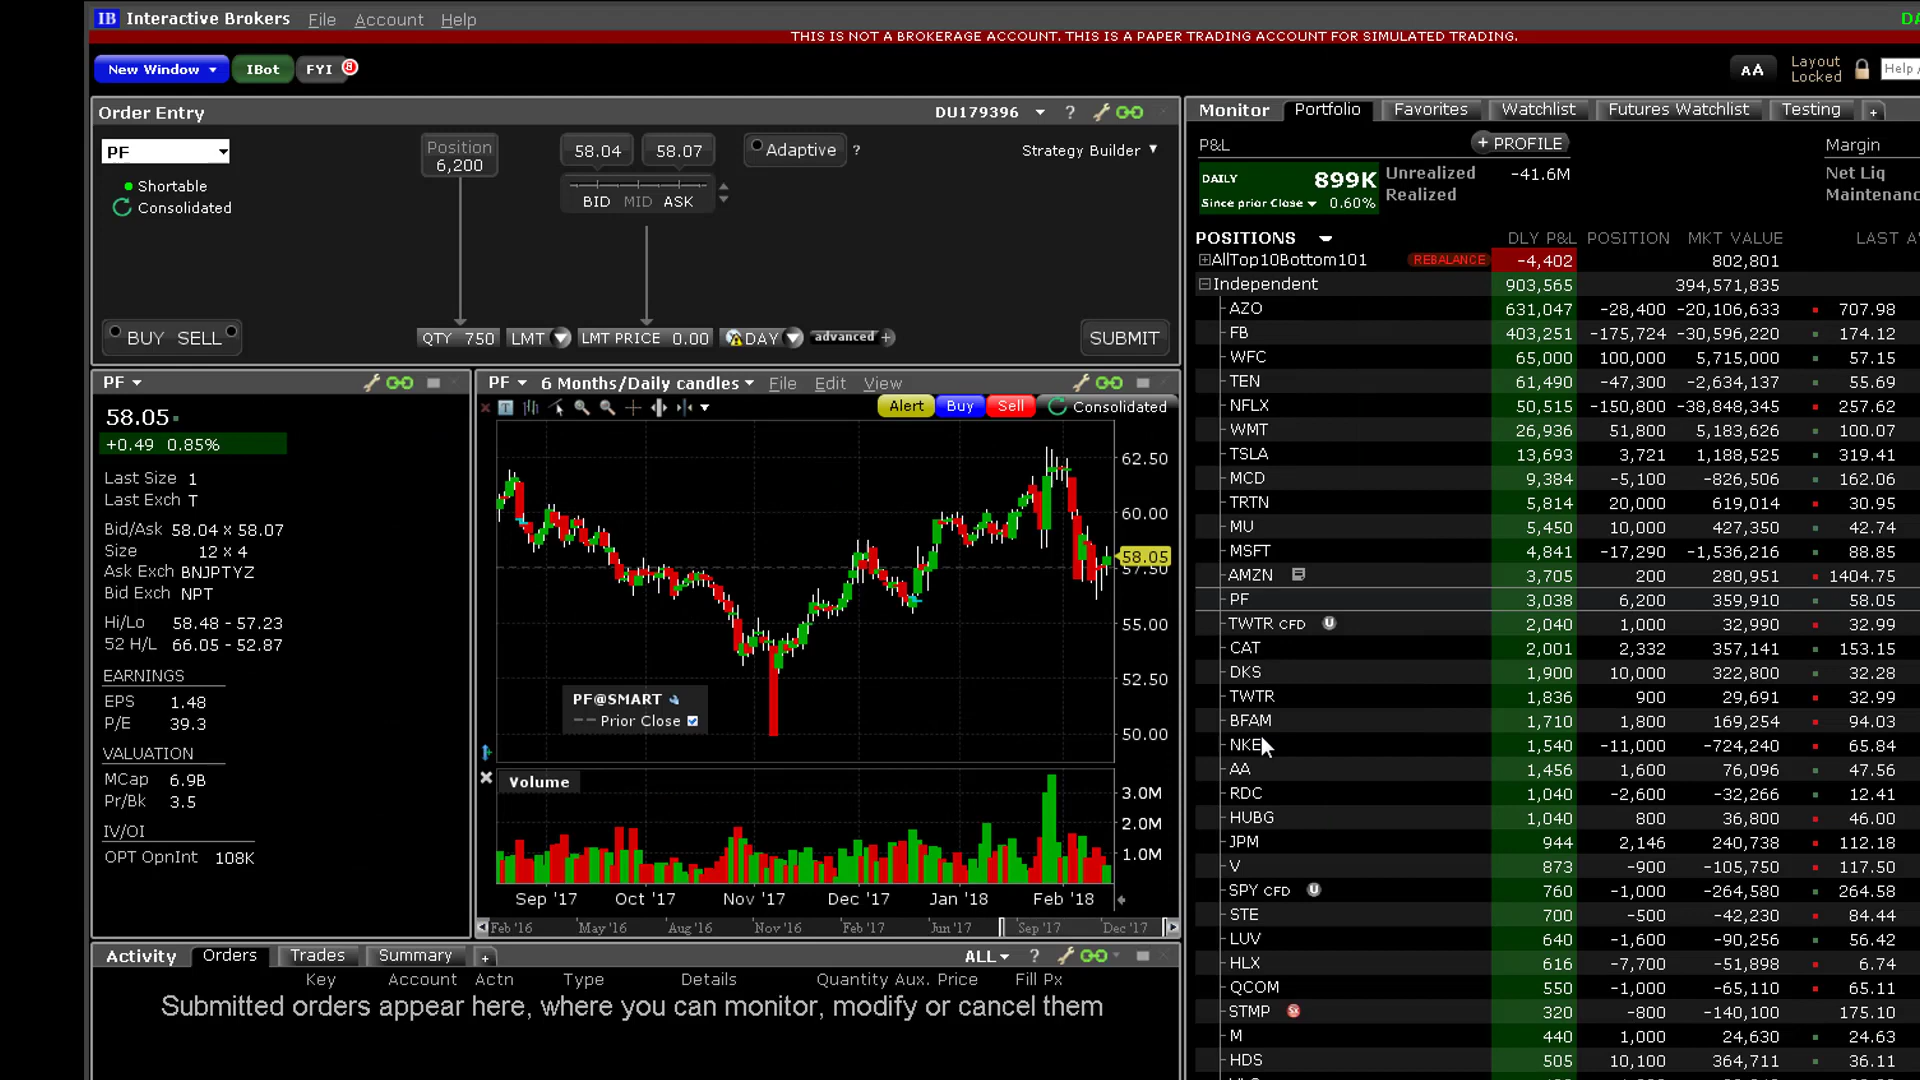 IB Interactive Brokers File Account Help
THIS IS NOT A BROKERAGE ACCOUNT. THIS IS A PAPER TRADING ACCOUNT FOR SIMULATED TRADING.
New Window IBot FYI
AA Layout Locked Help
Order Entry DU179396 ?
PF
Shortable
Consolidated
Position
6,200
58.04 58.07
BID MID ASK
Adaptive ?
Strategy Builder
BUY SELL
QTY 750 LMT LMT PRICE 0.00 DAY advanced + SUBMIT
PF
58.05
+0.49 0.85%
Last Size 1
Last Exch T
Bid/Ask 58.04 x 58.07
Size 12 x 4
Ask Exch BNJPTYZ
Bid Exch NPT
Hi/Lo 58.48 - 57.23
52 H/L 66.05 - 52.87
EARNINGS
EPS 1.48
P/E 39.3
VALUATION
MCap 6.9B
Pr/Bk 3.5
IV/OI
OPT OpnInt 108K
PF 6 Months/Daily candles File Edit View
Alert Buy Sell Consolidated
62.50
60.00
58.05
57.50
55.00
52.50
50.00
PF@SMART
Prior Close
Volume
3.0M
2.0M
1.0M
Sep '17 Oct '17 Nov '17 Dec '17 Jan '18 Feb '18
Feb '16 May '16 Aug '16 Nov '16 Feb '17 Jun '17 Sep '17 Dec '17
Activity Orders Trades Summary + ALL ?
Key Account Actn Type Details Quantity Aux. Price Fill Px
Submitted orders appear here, where you can monitor, modify or cancel them
Monitor Portfolio Favorites Watchlist Futures Watchlist Testing +
P&L + PROFILE Margin
DAILY 899K Unrealized -41.6M Net Liq
Since prior Close 0.60% Realized
POSITIONS DLY P&L POSITION MKT VALUE LAST
AllTop10Bottom101 REBALANCE -4,402 802,801
Independent 903,565 394,571,835
AZO 631,047 -28,400 -20,106,633 707.98
FB 403,251 -175,724 -30,596,220 174.12
WFC 65,000 100,000 5,715,000 57.15
TEN 61,490 -47,300 -2,634,137 55.69
NFLX 50,515 -150,800 -38,848,345 257.62
WMT 26,936 51,800 5,183,626 100.07
TSLA 13,693 3,721 1,188,525 319.41
MCD 9,384 -5,100 -826,506 162.06
TRTN 5,814 20,000 619,014 30.95
MU 5,450 10,000 427,350 42.74
MSFT 4,841 -17,290 -1,536,216 88.85
AMZN 3,705 200 280,951 1404.75
PF 3,038 6,200 359,910 58.05
TWTR CFD U 2,040 1,000 32,990 32.99
CAT 2,001 2,332 357,141 153.15
DKS 1,900 10,000 322,800 32.28
TWTR 1,836 900 29,691 32.99
BFAM 1,710 1,800 169,254 94.03
NKE 1,540 -11,000 -724,240 65.84
AA 1,456 1,600 76,096 47.56
RDC 1,040 -2,600 -32,266 12.41
HUBG 1,040 800 36,800 46.00
JPM 944 2,146 240,738 112.18
V 873 -900 -105,750 117.50
SPY CFD U 760 -1,000 -264,580 264.58
STE 700 -500 -42,230 84.44
LUV 640 -1,600 -90,256 56.42
HLX 616 -7,700 -51,898 6.74
QCOM 550 -1,000 -65,110 65.11
STMP 320 -800 -140,100 175.10
M 440 1,000 24,630 24.63
HDS 505 10,100 364,711 36.11